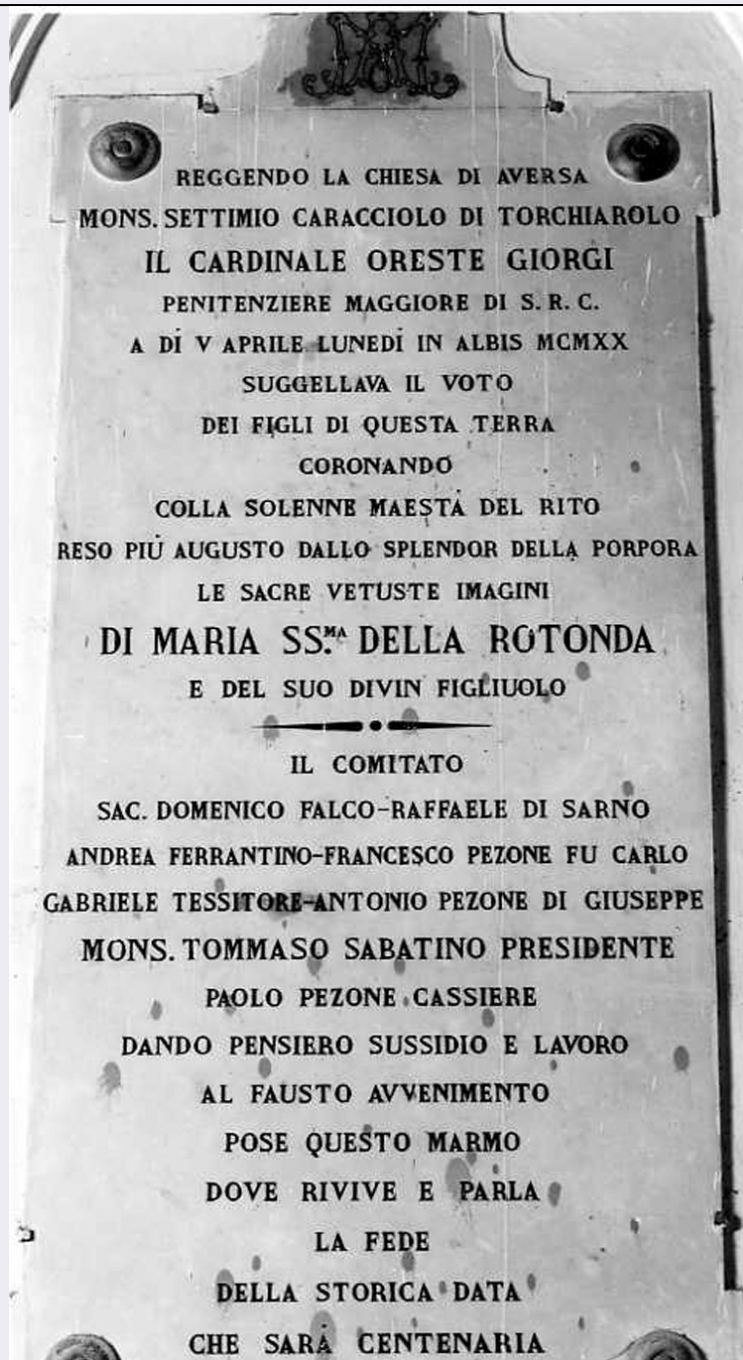 REGGENDO LA CHIESA DI AVERSA
MONS. SETTIMIO CARACCIOLO DI TORCHIAROLO
IL CARDINALE ORESTE GIORGI
PENITENZIERE MAGGIORE DI S. R. C.
A DÌ V APRILE LUNEDÌ IN ALBIS MCMXX
SUGGELLAVA IL VOTO
DEI FIGLI DI QUESTA TERRA
CORONANDO
COLLA SOLENNE MAESTÀ DEL RITO
RESO PIÙ AUGUSTO DALLO SPLENDOR DELLA PORPORA
LE SACRE VETUSTE IMAGINI
DI MARIA SS.MA DELLA ROTONDA
E DEL SUO DIVIN FIGLIUOLO
IL COMITATO
SAC. DOMENICO FALCO-RAFFAELE DI SARNO
ANDREA FERRANTINO-FRANCESCO PEZONE FU CARLO
GABRIELE TESSITORE-ANTONIO PEZONE DI GIUSEPPE
MONS. TOMMASO SABATINO PRESIDENTE
PAOLO PEZONE CASSIERE
DANDO PENSIERO SUSSIDIO E LAVORO
AL FAUSTO AVVENIMENTO
POSE QUESTO MARMO
DOVE RIVIVE E PARLA
LA FEDE
DELLA STORICA DATA
CHE SARÀ CENTENARIA